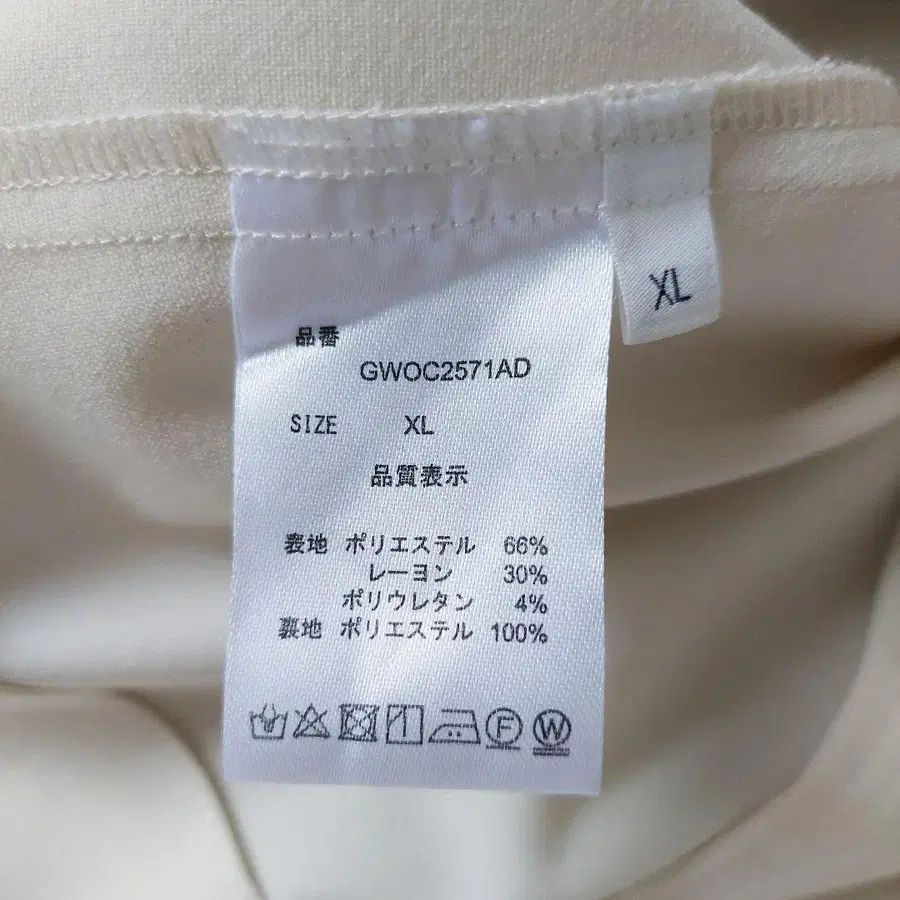 XL
品番
GWOC2571AD
SIZE XL
品質表示
表地 ポリエステル 66%
レーヨン 30%
ポリウレタン 4%
裏地 ポリエステル 100%
F W